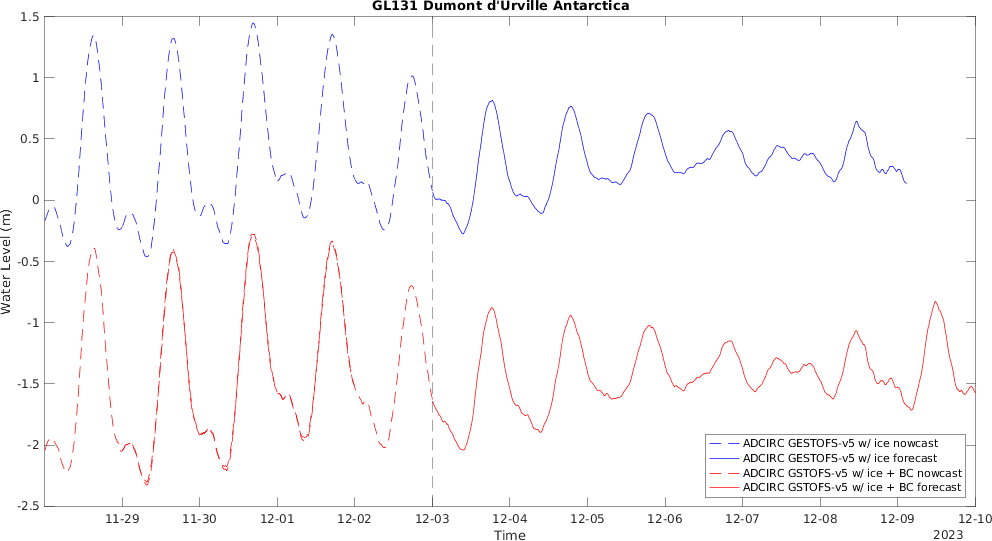 GL131 Dumont d'Urville Antarctica
1.5
1
0.5
0
-0.5
-1
-1.5
-2
-2.5
Water Level (m)
11-29 11-30 12-01 12-02 12-03 12-04 12-05 12-06 12-07 12-08 12-09 12-10
Time
2023
ADCIRC GESTOFS-v5 w/ ice nowcast
ADCIRC GESTOFS-v5 w/ ice forecast
ADCIRC GSTOFS-v5 w/ ice + BC nowcast
ADCIRC GSTOFS-v5 w/ ice + BC forecast